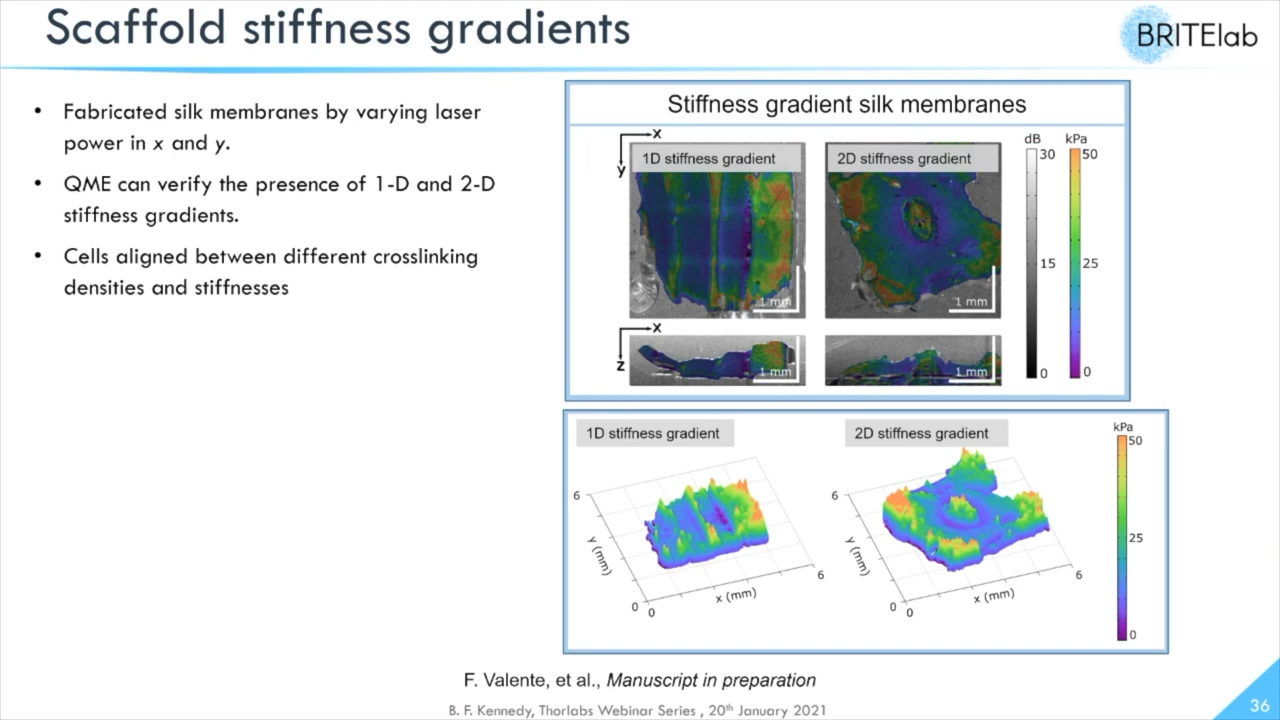 Scaffold stiffness gradients
BRITElab
• Fabricated silk membranes by varying laser
power in x and y.
• QME can verify the presence of 1-D and 2-D
stiffness gradients.
• Cells aligned between different crosslinking
densities and stiffnesses
Stiffness gradient silk membranes
x
y
1D stiffness gradient
2D stiffness gradient
1 mm
1 mm
dB
kPa
30
50
15
25
0
0
x
z
1 mm
1 mm
1D stiffness gradient
2D stiffness gradient
kPa
50
25
0
6
y (mm)
0
0
x (mm)
6
6
y (mm)
0
0
x (mm)
6
F. Valente, et al., Manuscript in preparation
B. F. Kennedy, Thorlabs Webinar Series , 20th January 2021
36